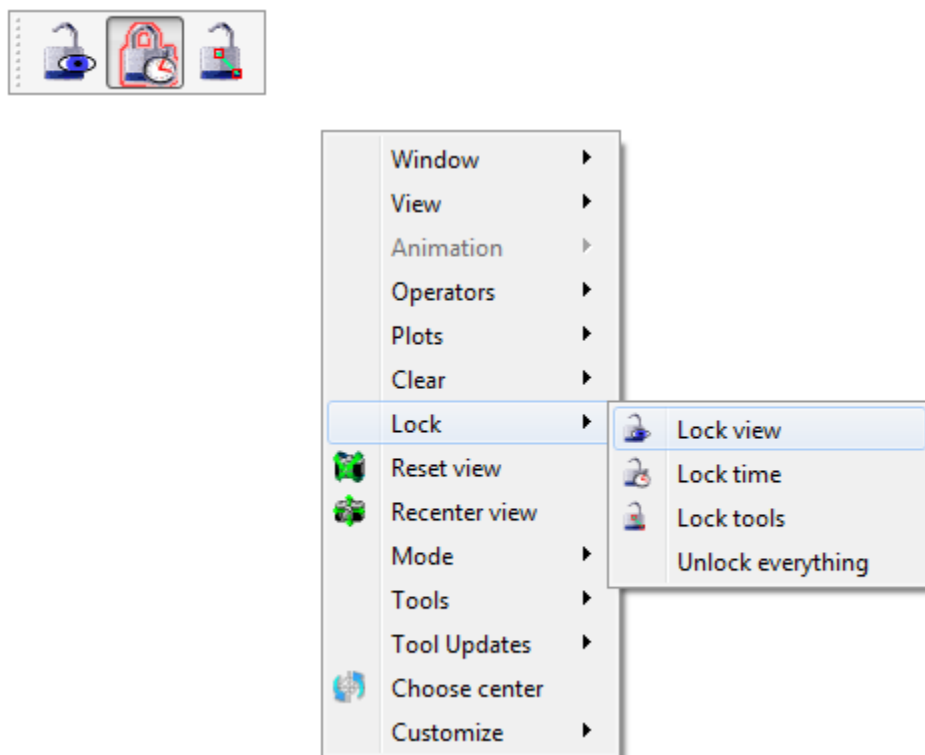 Window
View
Animation
Operators
Plots
Clear
Lock
Lock view
Lock time
Lock tools
Unlock everything
Reset view
Recenter view
Mode
Tools
Tool Updates
Choose center
Customize